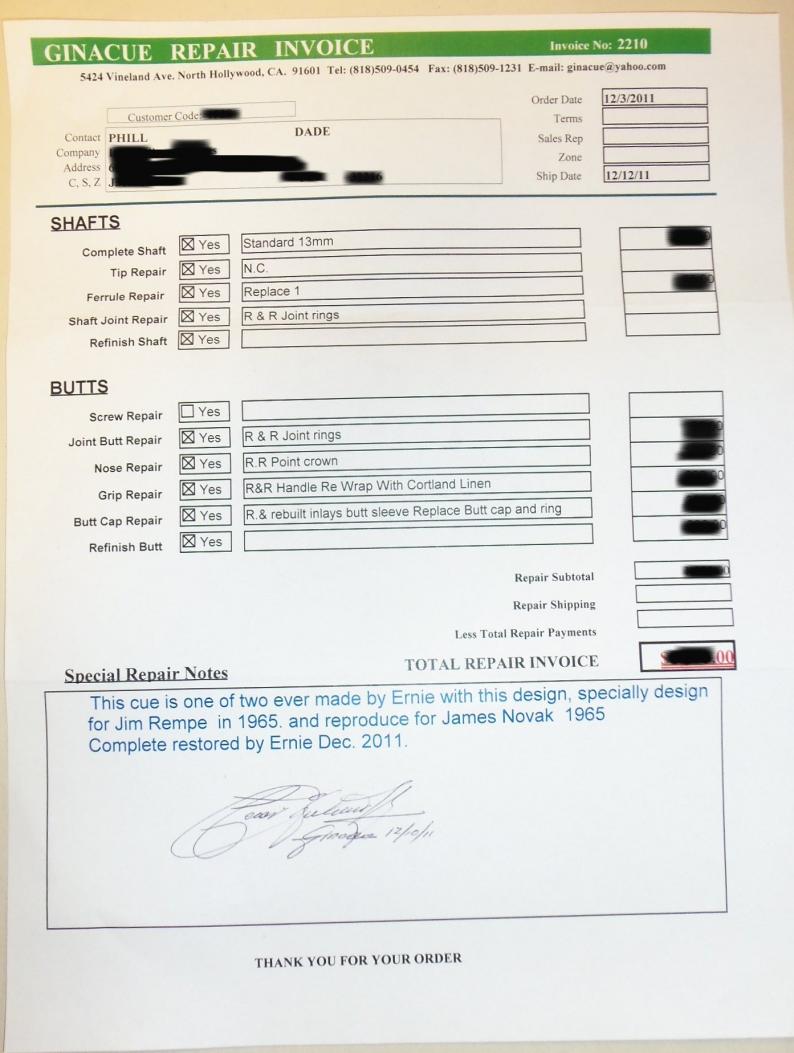 GINACUE REPAIR INVOICE Invoice No: 2210
5424 Vineland Ave. North Hollywood, CA. 91601 Tel: (818)509-0454 Fax: (818)509-1231 E-mail: ginacue@yahoo.com
Customer Code
Order Date 12/3/2011
Terms
Contact PHILL DADE
Sales Rep
Company
Zone
Address
C, S, Z
Ship Date 12/12/11
SHAFTS
Complete Shaft Yes Standard 13mm
Tip Repair Yes N.C.
Ferrule Repair Yes Replace 1
Shaft Joint Repair Yes R & R Joint rings
Refinish Shaft Yes
BUTTS
Screw Repair Yes
Joint Butt Repair Yes R & R Joint rings
Nose Repair Yes R.R Point crown
Grip Repair Yes R&R Handle Re Wrap With Cortland Linen
Butt Cap Repair Yes R.& rebuilt inlays butt sleeve Replace Butt cap and ring
Refinish Butt Yes
Repair Subtotal
Repair Shipping
Less Total Repair Payments
TOTAL REPAIR INVOICE .00
Special Repair Notes
This cue is one of two ever made by Ernie with this design, specially design
for Jim Rempe in 1965. and reproduce for James Novak 1965
Complete restored by Ernie Dec. 2011.
Ginacue 12/10/11
THANK YOU FOR YOUR ORDER